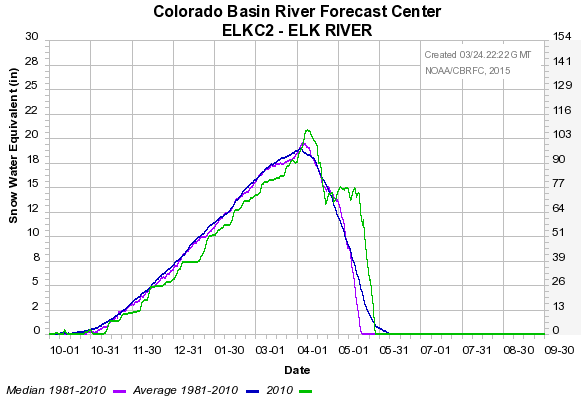 Colorado Basin River Forecast Center
ELKC2 - ELK RIVER
Created 03/24.22:22 GMT
NOAA/CBRFC, 2015
Snow Water Equivalent (in)
30 154
28 141
25 128
23 116
20 103
18 90
15 77
12 64
10 52
8 39
5 26
2 13
0 0
10-01 10-31 11-30 12-31 01-30 03-01 04-01 05-01 05-31 07-01 07-31 08-30 09-30
Date
Median 1981-2010 Average 1981-2010 2010